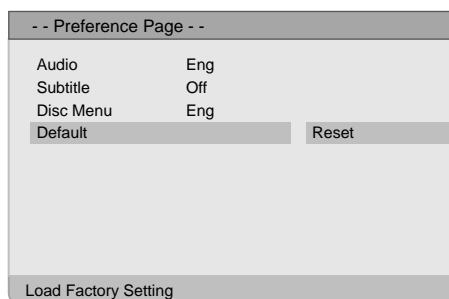 - - Preference Page - -
Audio Eng
Subtitle Off
Disc Menu Eng
Default Reset
Load Factory Setting